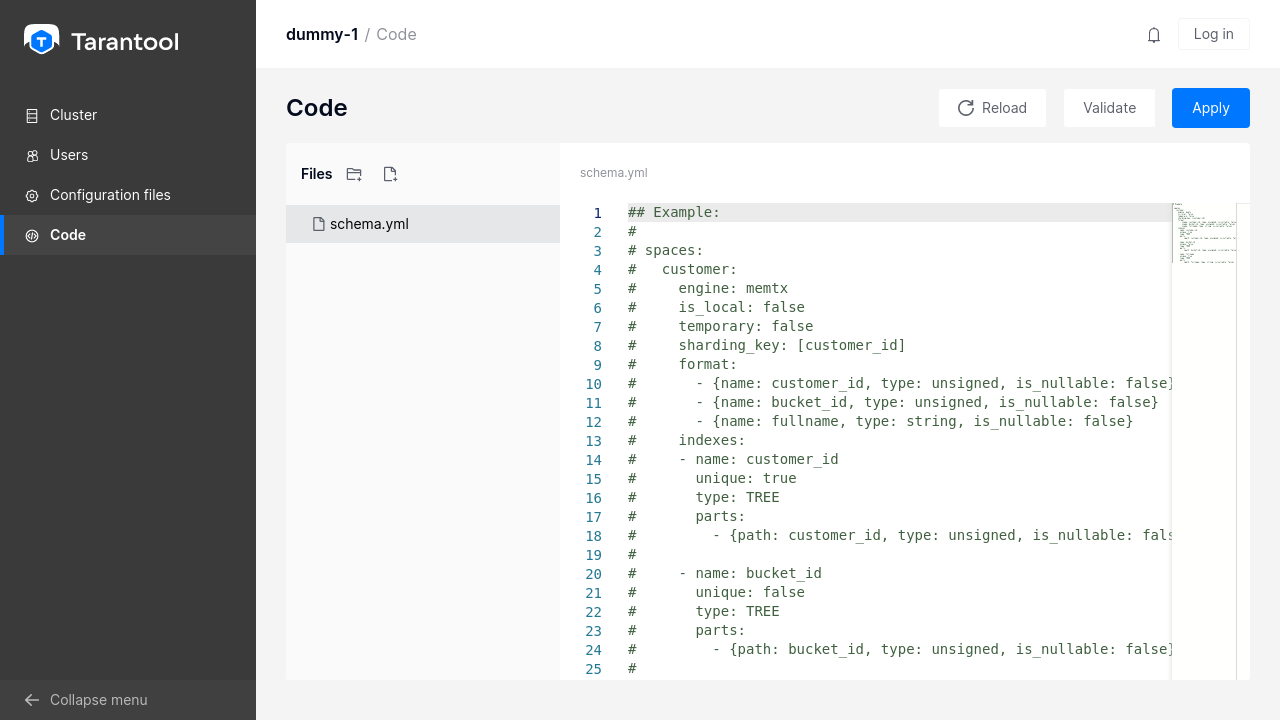 Tarantool
dummy-1 / Code
Log in
Cluster
Users
Configuration files
Code
Collapse menu
Code
Reload
Validate
Apply
Files
schema.yml
schema.yml
1 ## Example:
2 #
3 # spaces:
4 #   customer:
5 #     engine: memtx
6 #     is_local: false
7 #     temporary: false
8 #     sharding_key: [customer_id]
9 #     format:
10 #       - {name: customer_id, type: unsigned, is_nullable: false}
11 #       - {name: bucket_id, type: unsigned, is_nullable: false}
12 #       - {name: fullname, type: string, is_nullable: false}
13 #     indexes:
14 #     - name: customer_id
15 #       unique: true
16 #       type: TREE
17 #       parts:
18 #         - {path: customer_id, type: unsigned, is_nullable: fals
19 #
20 #     - name: bucket_id
21 #       unique: false
22 #       type: TREE
23 #       parts:
24 #         - {path: bucket_id, type: unsigned, is_nullable: false}
25 #